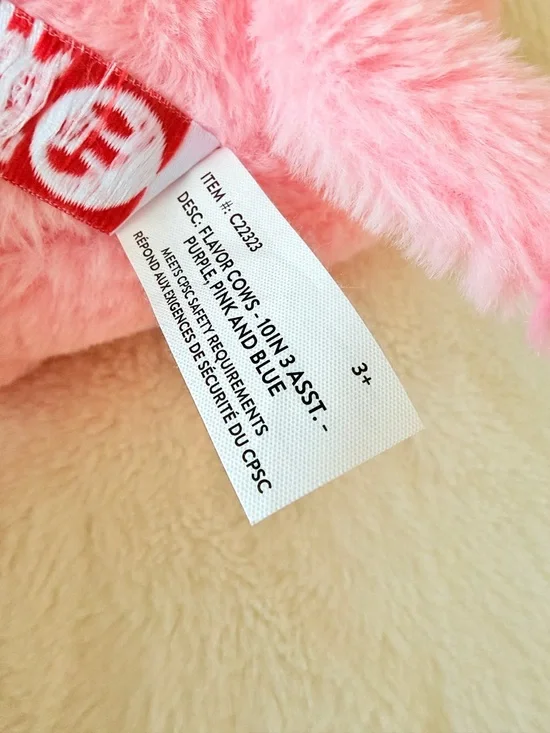 ITEM #: C22323
DESC. FLAVOR COWS - 10IN 3 ASST. -
PURPLE, PINK AND BLUE
MEETS CPSC SAFETY REQUIREMENTS
RÉPOND AUX EXIGENCES DE SÉCURITÉ DU CPSC
3+